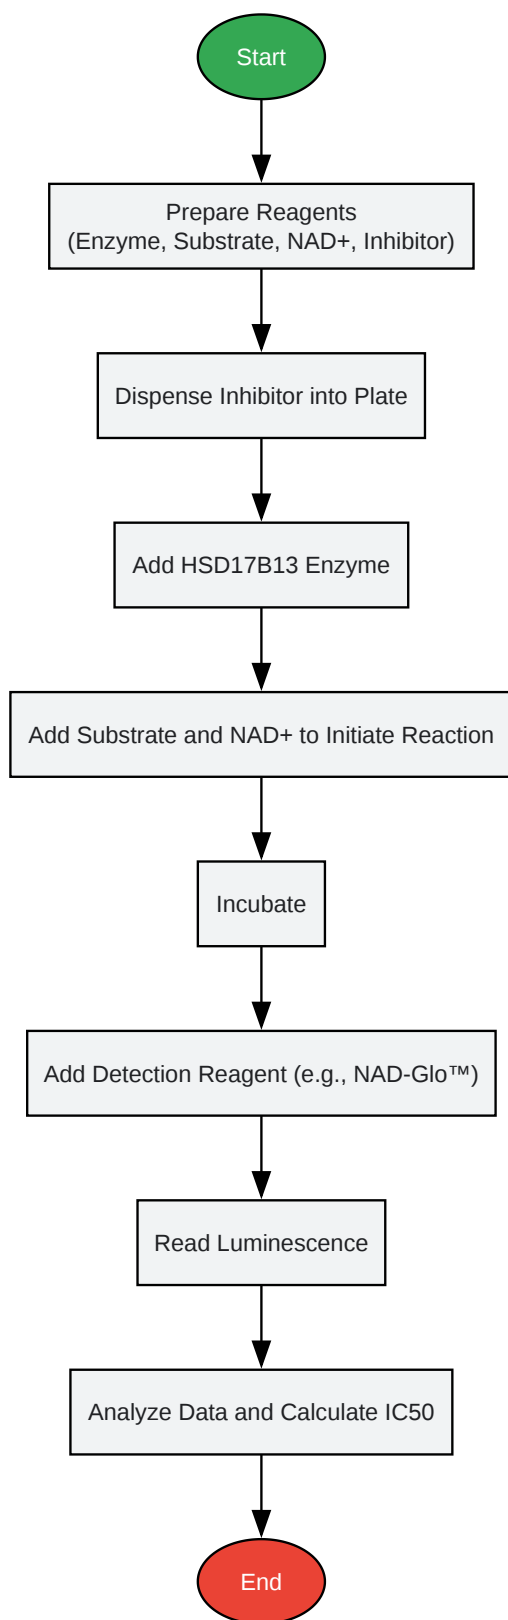 Start
Prepare Reagents
(Enzyme, Substrate, NAD+, Inhibitor)
Dispense Inhibitor into Plate
Add HSD17B13 Enzyme
Add Substrate and NAD+ to Initiate Reaction
Incubate
Add Detection Reagent (e.g., NAD-Glo™)
Read Luminescence
Analyze Data and Calculate IC50
End